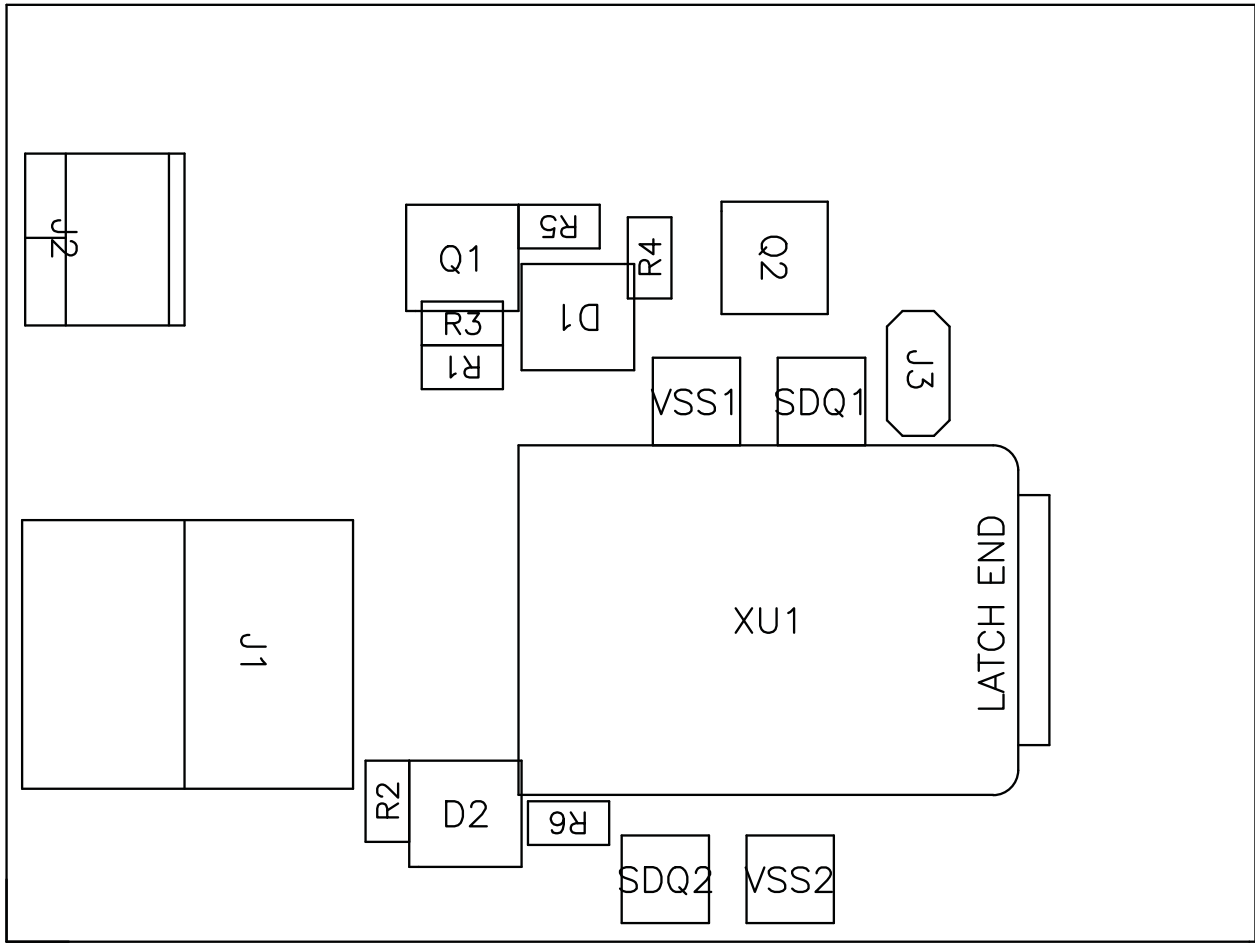 J2
Q1
R5
R4
Q2
D1
R3
R1
J3
VSS1
SDQ1
LATCH END
XU1
J1
R2
D2
R6
SDQ2
VSS2